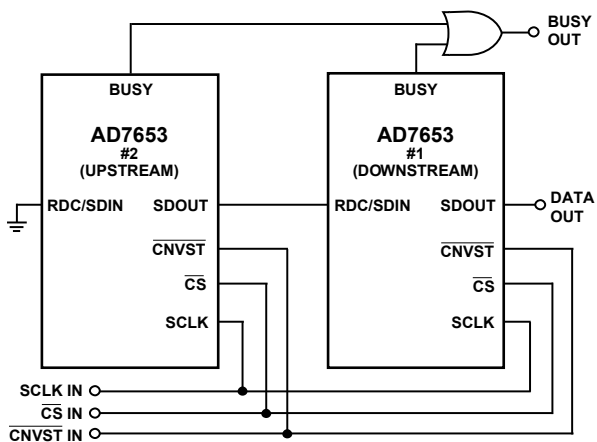 BUSY
OUT
BUSY
BUSY
AD7653
#2
(UPSTREAM)
AD7653
#1
(DOWNSTREAM)
RDC/SDIN SDOUT
RDC/SDIN SDOUT
DATA
OUT
CNVST
CNVST
CS
CS
SCLK
SCLK
SCLK IN
CS IN
CNVST IN